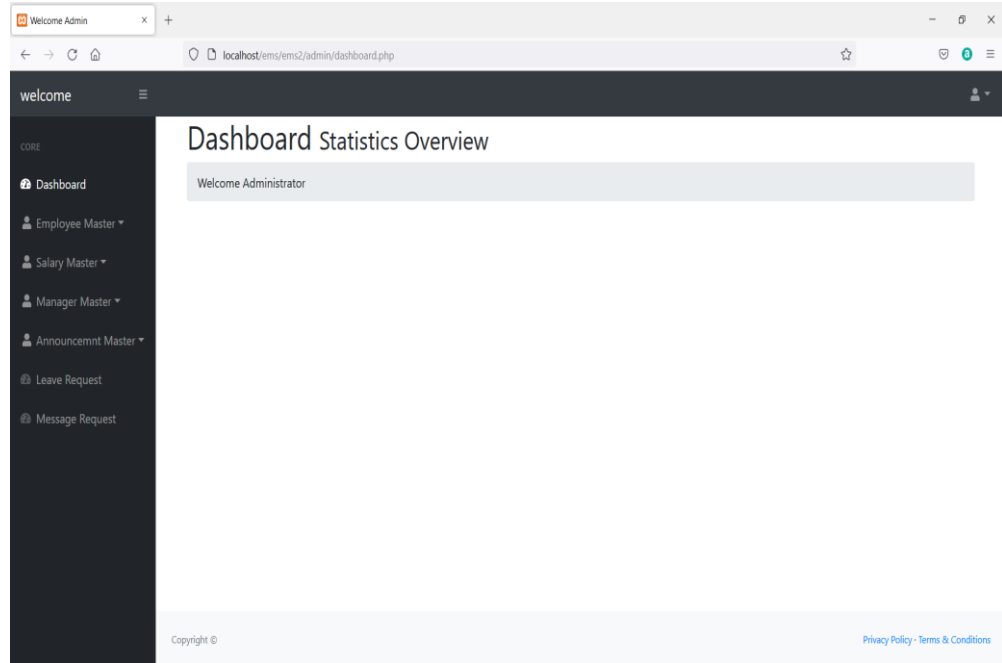 Welcome Admin
localhost/ems/ems2/admin/dashboard.php
welcome
CORE
Dashboard
Employee Master
Salary Master
Manager Master
Announcemnt Master
Leave Request
Message Request
Dashboard Statistics Overview
Welcome Administrator
Copyright ©
Privacy Policy - Terms & Conditions